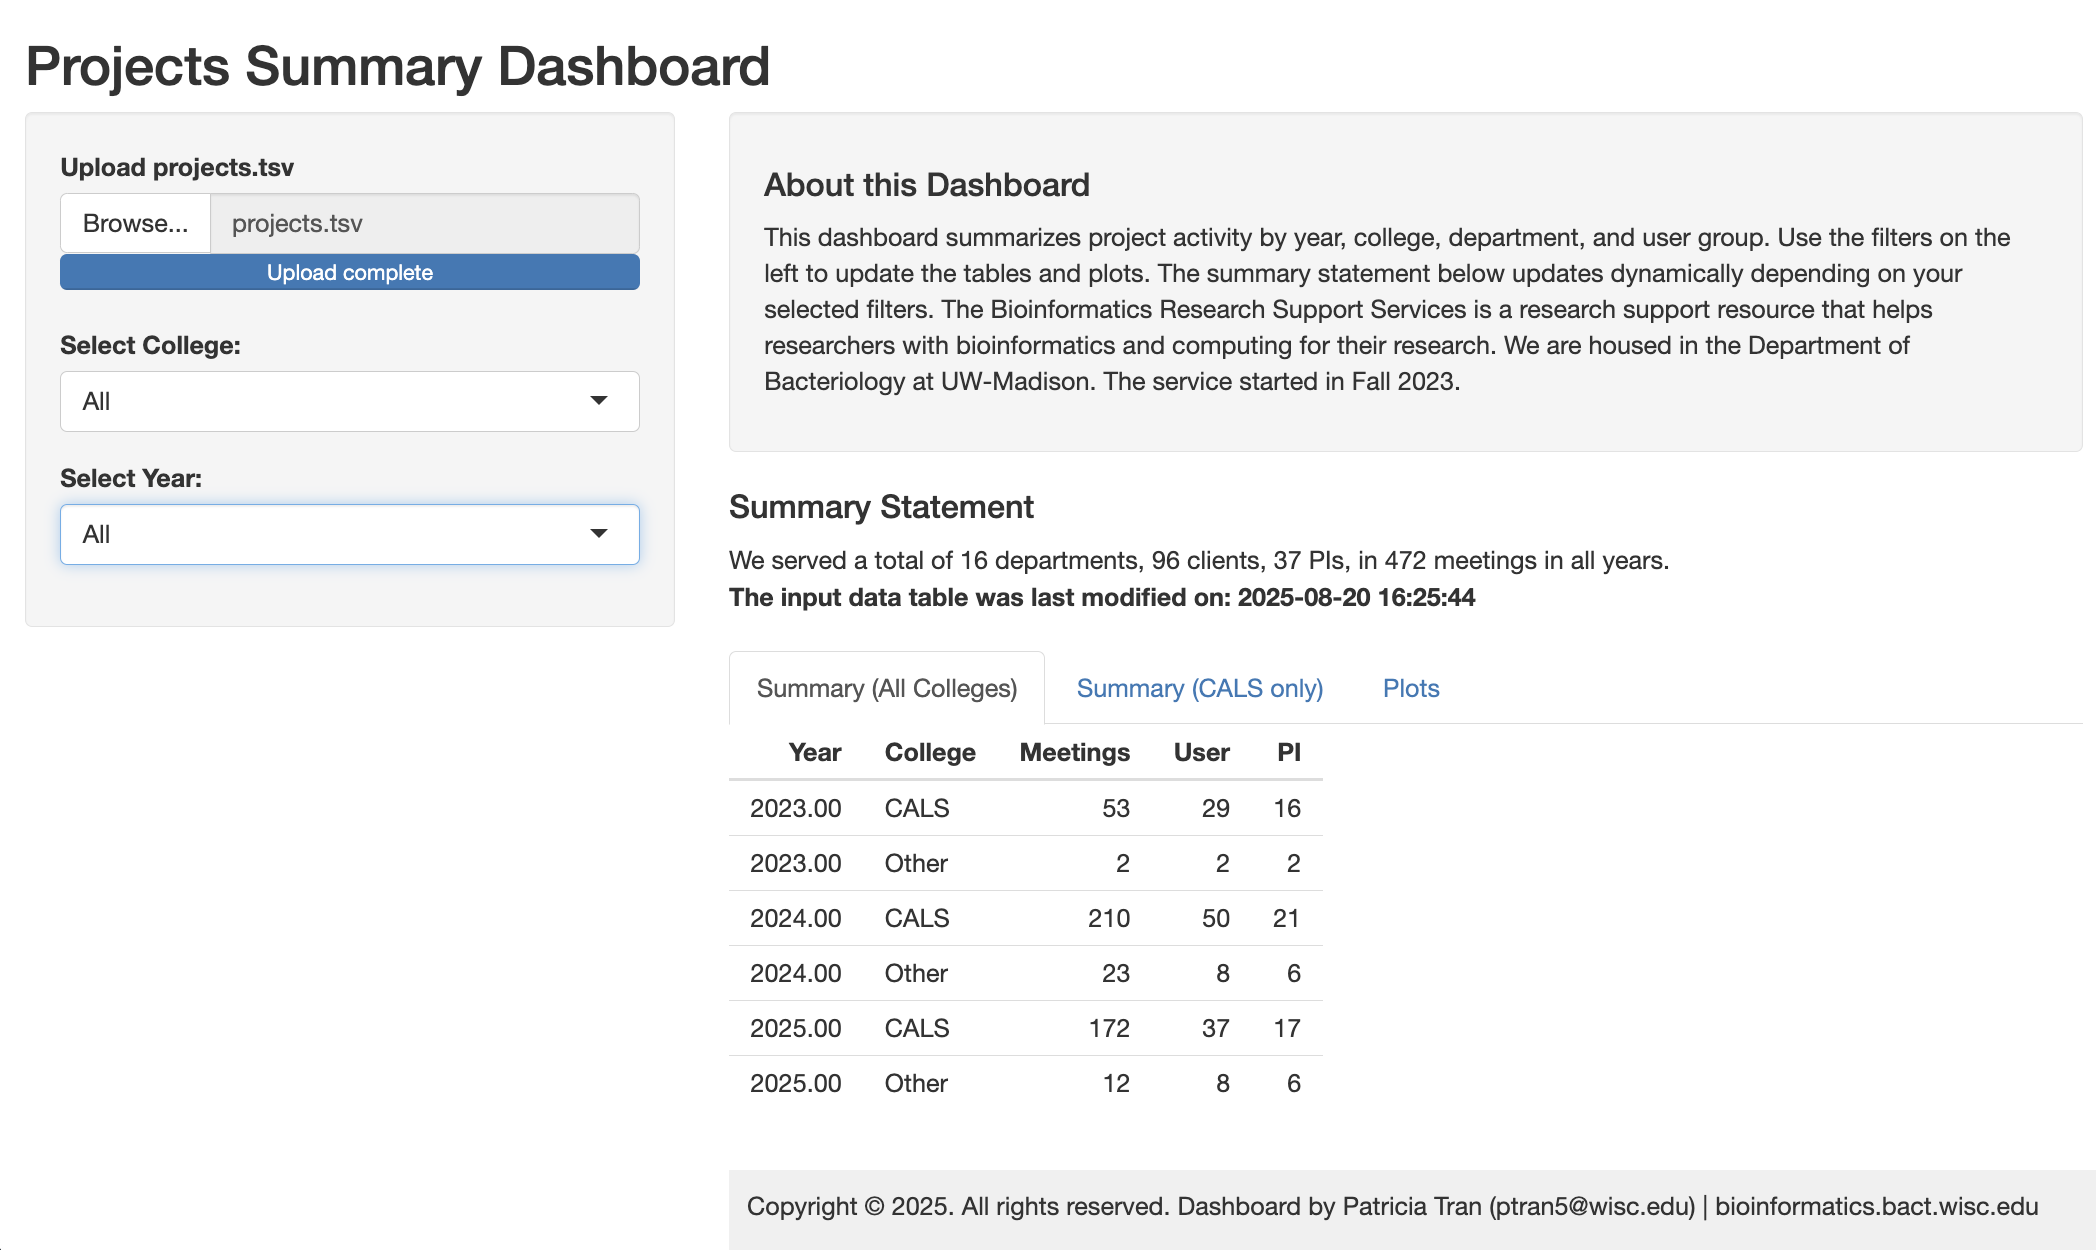 Projects Summary Dashboard
Upload projects.tsv
Browse... projects.tsv
Upload complete
Select College:
All
Select Year:
All
About this Dashboard
This dashboard summarizes project activity by year, college, department, and user group. Use the filters on the
left to update the tables and plots. The summary statement below updates dynamically depending on your
selected filters. The Bioinformatics Research Support Services is a research support resource that helps
researchers with bioinformatics and computing for their research. We are housed in the Department of
Bacteriology at UW-Madison. The service started in Fall 2023.
Summary Statement
We served a total of 16 departments, 96 clients, 37 PIs, in 472 meetings in all years.
The input data table was last modified on: 2025-08-20 16:25:44
Summary (All Colleges) Summary (CALS only) Plots
Year College Meetings User PI
2023.00 CALS 53 29 16
2023.00 Other 2 2 2
2024.00 CALS 210 50 21
2024.00 Other 23 8 6
2025.00 CALS 172 37 17
2025.00 Other 12 8 6
Copyright © 2025. All rights reserved. Dashboard by Patricia Tran (ptran5@wisc.edu) | bioinformatics.bact.wisc.edu